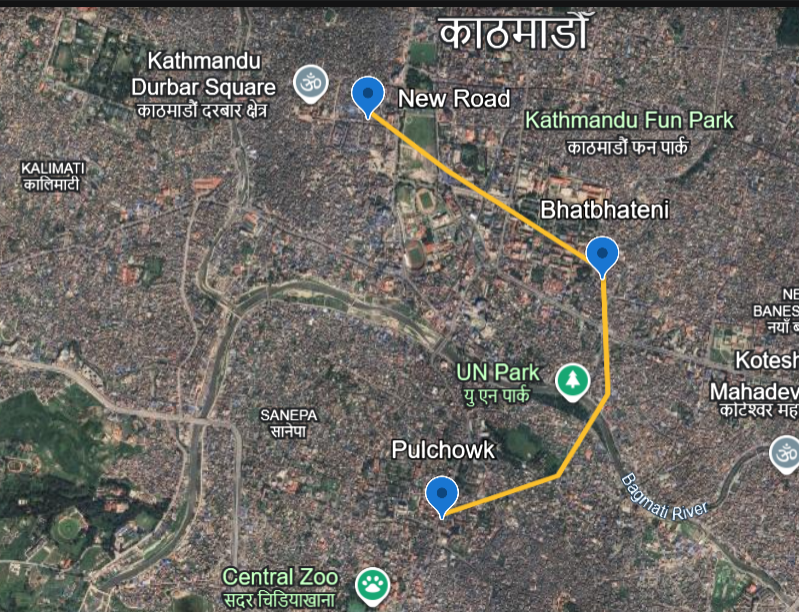 काठमाडौँ
Kathmandu
Durbar Square
काठमाडौं दरबार क्षेत्र
New Road
Kathmandu Fun Park
काठमाडौं फन पार्क
KALIMATI
कालिमाटी
Bhatbhateni
NE
BANES
नयाँ ब
Kotesh
Mahadev
कोटेश्वर मह
UN Park
यु एन पार्क
SANEPA
सानेपा
Pulchowk
Bagmati River
Central Zoo
सदर चिडियाखाना